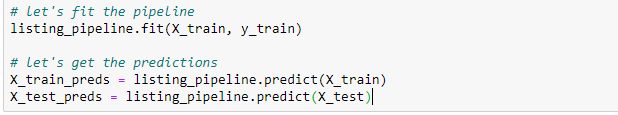 # let's fit the pipeline
listing_pipeline.fit(X_train, y_train)
# let's get the predictions
X_train_preds = listing_pipeline.predict(X_train)
X_test_preds = listing_pipeline.predict(X_test)